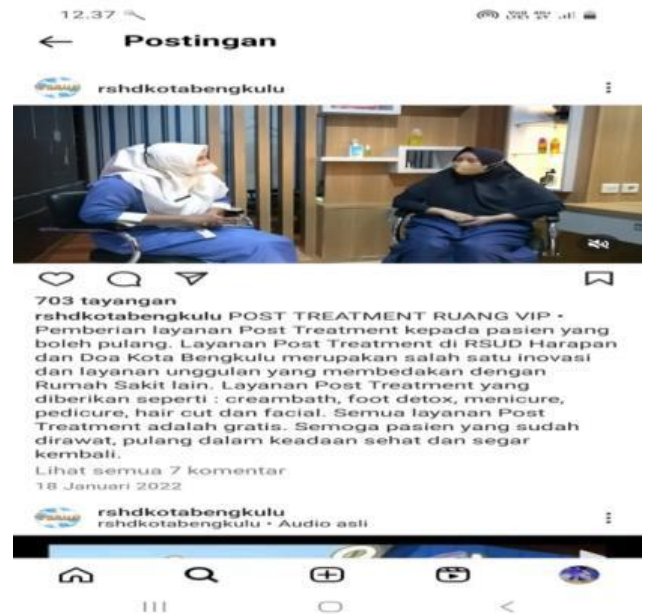 12.37
Postingan
rshdkotabengkulu
703 tayangan
rshdkotabengkulu POST TREATMENT RUANG VIP •
Pemberian layanan Post Treatment kepada pasien yang
boleh pulang. Layanan Post Treatment di RSUD Harapan
dan Doa Kota Bengkulu merupakan salah satu inovasi
dan layanan unggulan yang membedakan dengan
Rumah Sakit lain. Layanan Post Treatment yang
diberikan seperti : creambath, foot detox, menicure,
pedicure, hair cut dan facial. Semua layanan Post
Treatment adalah gratis. Semoga pasien yang sudah
dirawat, pulang dalam keadaan sehat dan segar
kembali.
Lihat semua 7 komentar
18 Januari 2022
rshdkotabengkulu
rshdkotabengkulu • Audio asli